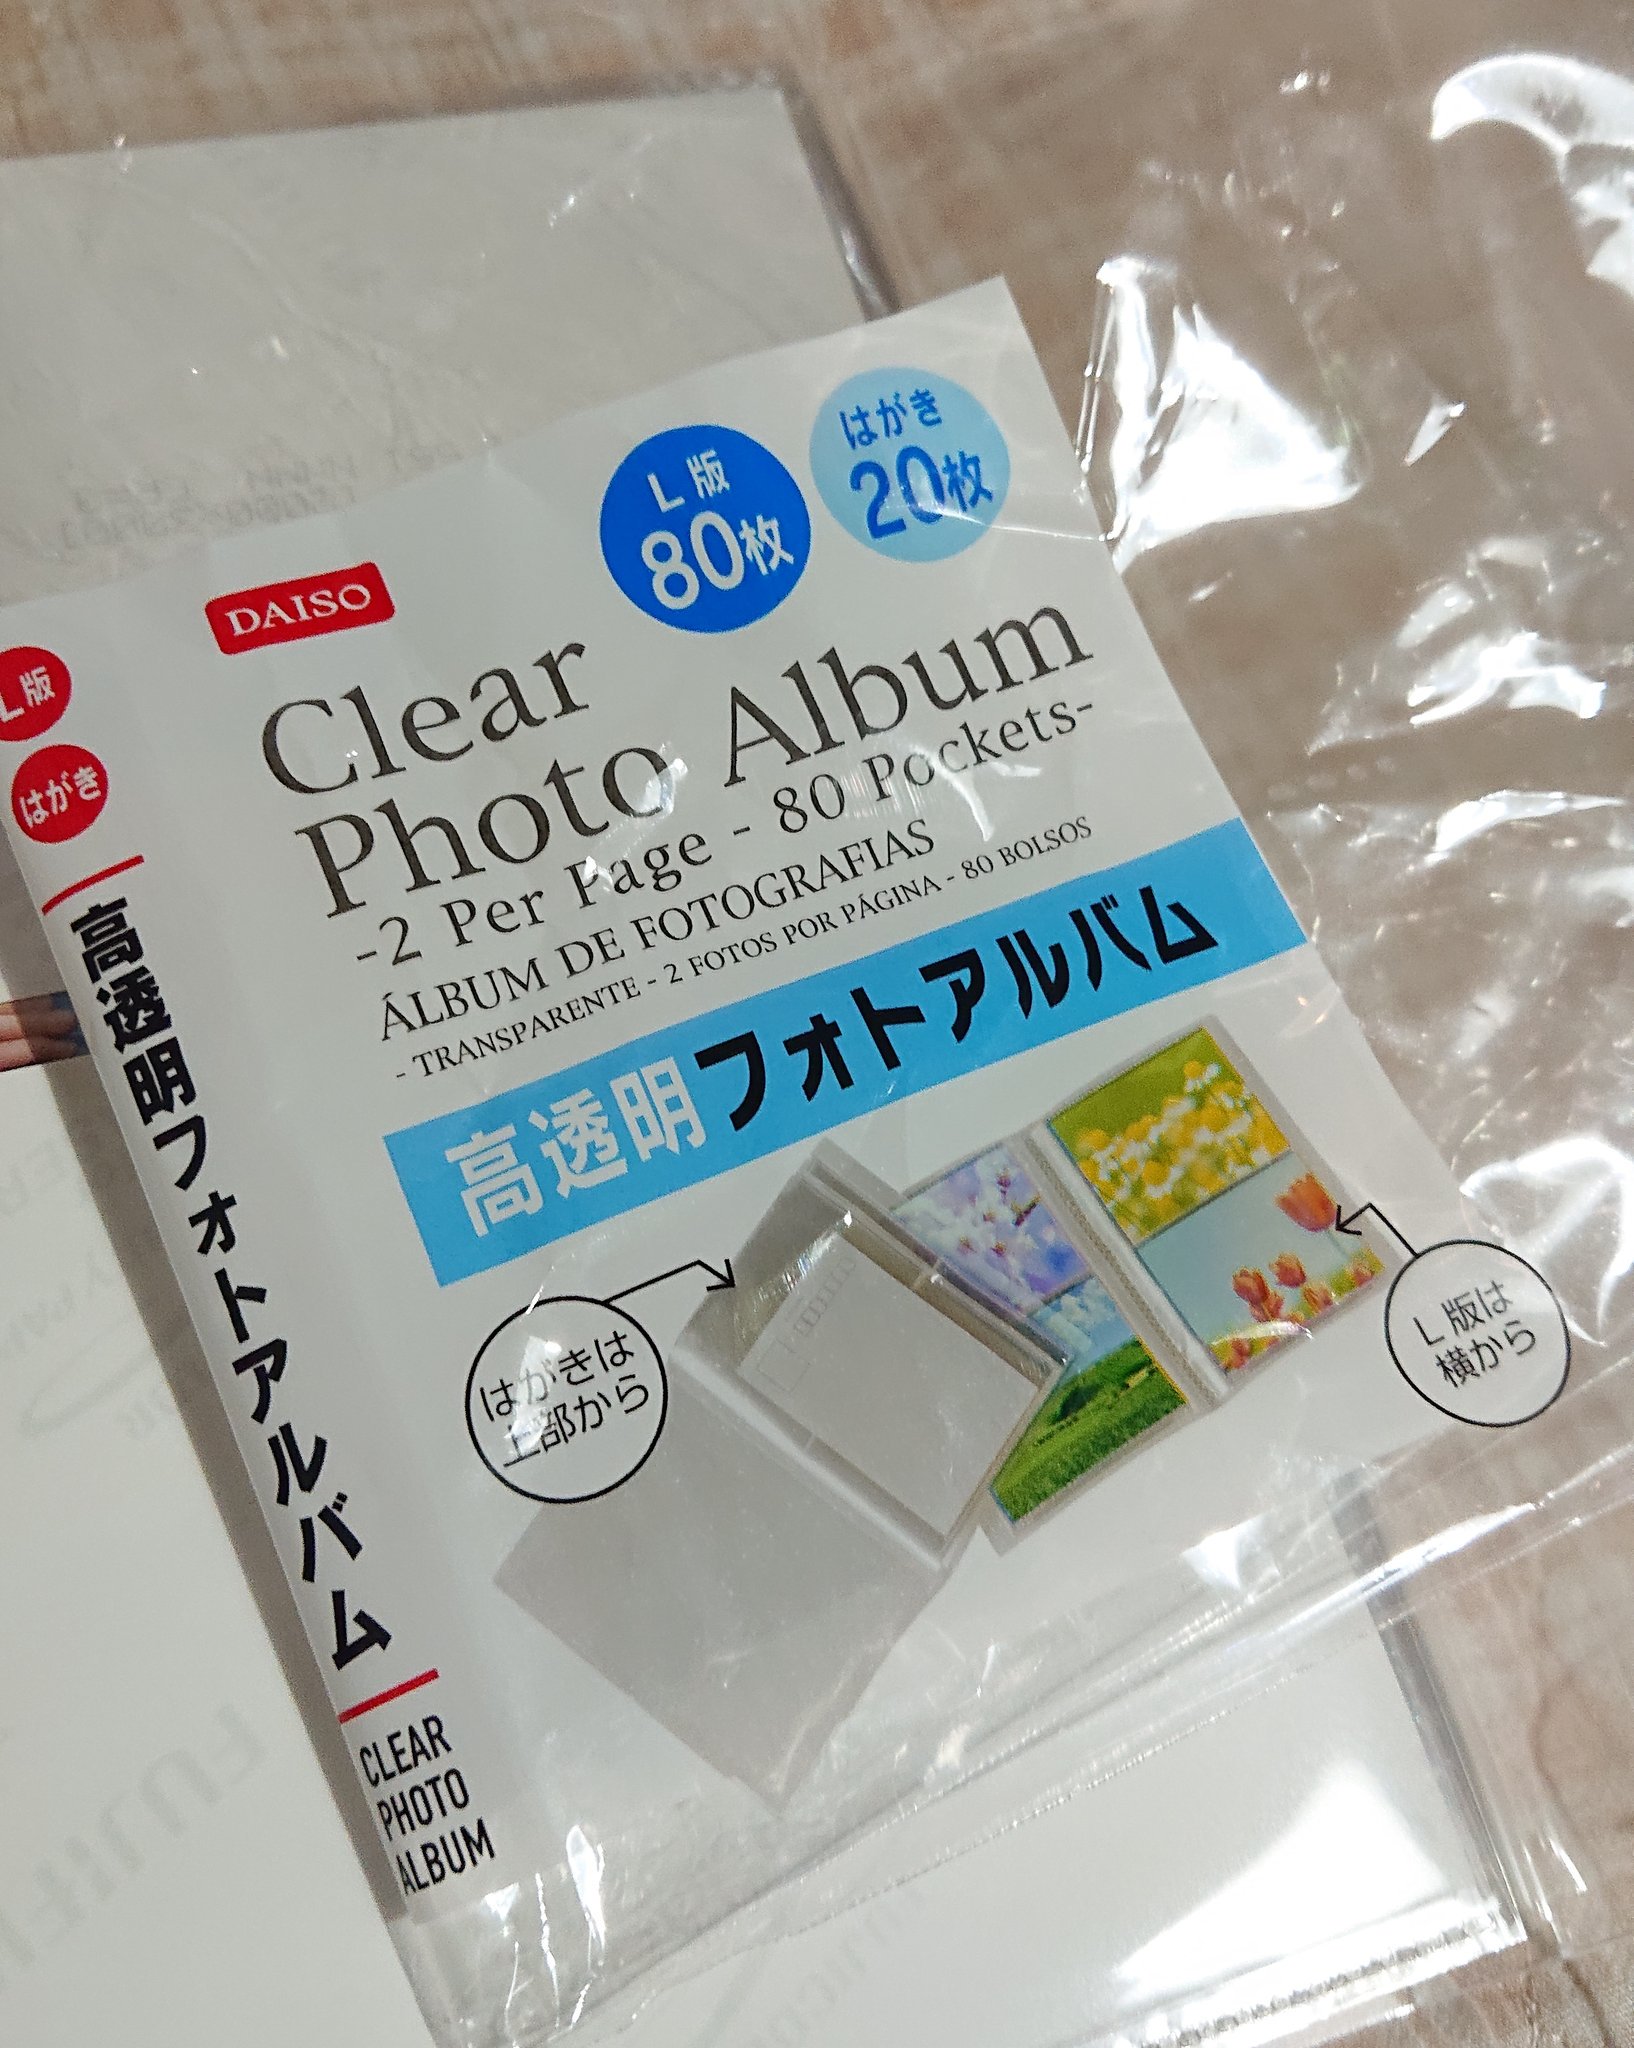 L版
はがき
高透明フォトアルバム
CLEAR
PHOTO
ALBUM
DAISO
L版
80枚
はがき
20枚
Clear
Photo Album
-2 Per Page - 80 Pockets-
ÁLBUM DE FOTOGRAFIAS
- TRANSPARENTE - 2 FOTOS POR PÁGINA - 80 BOLSOS
高透明フォトアルバム
はがきは
上部から
L版は
横から